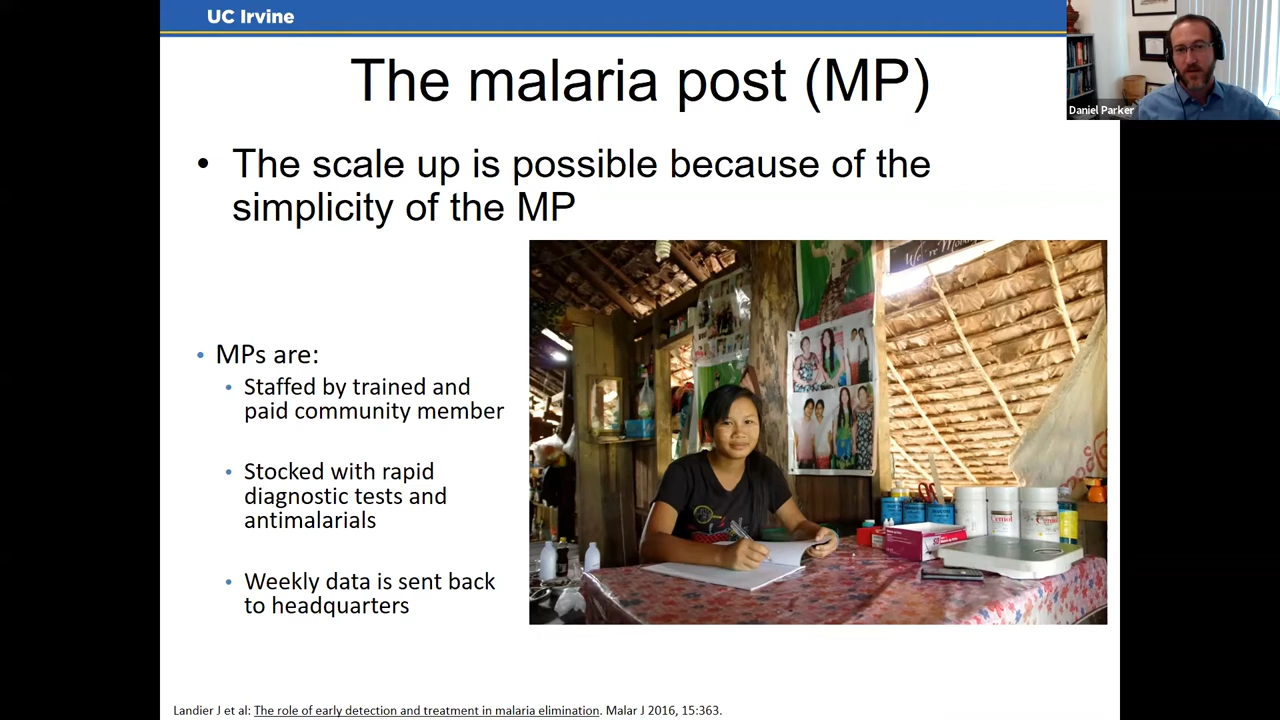 UC Irvine
The malaria post (MP)
Daniel Parker
• The scale up is possible because of the
simplicity of the MP
• MPs are:
• Staffed by trained and
paid community member
• Stocked with rapid
diagnostic tests and
antimalarials
• Weekly data is sent back
to headquarters
Landier J et al: The role of early detection and treatment in malaria elimination. Malar J 2016, 15:363.